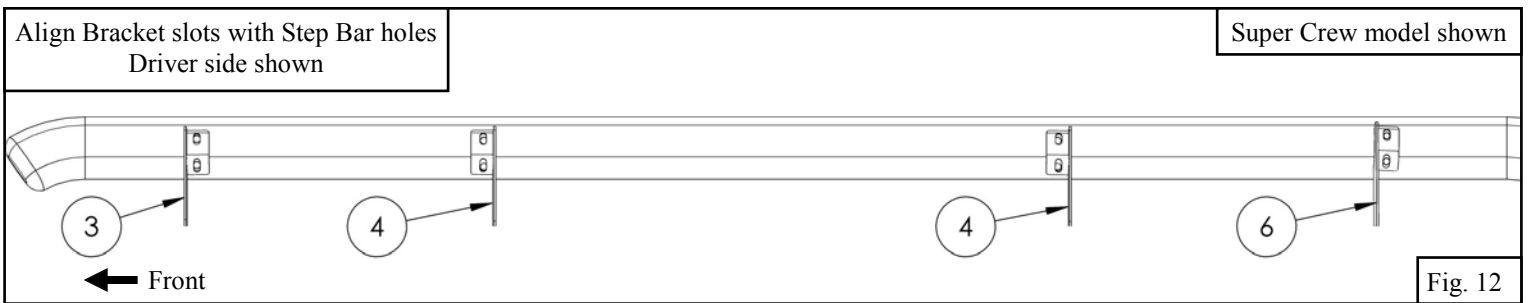 Align Bracket slots with Step Bar holes
Driver side shown
Super Crew model shown
3
4
4
6
Front
Fig. 12